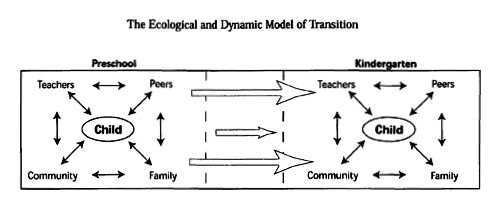 The Ecological and Dynamic Model of Transition
Preschool Kindergarten
Teachers Peers Teachers Peers
Child Child
Community Family Community Family